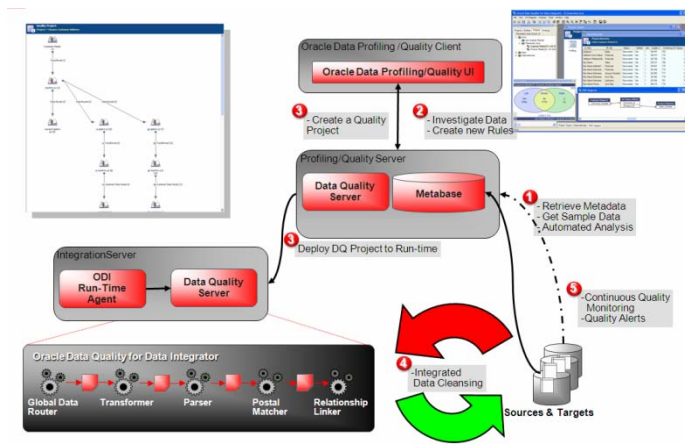 Oracle Data Profiling /Quality Client
Oracle Data Profiling/Quality UI
3
- Create a Quality
Project
2
- Investigate Data
- Create new Rules
Profiling/Quality Server
Data Quality
Server
Metabase
1
- Retrieve Metadata
- Get Sample Data
- Automated Analysis
3
Deploy DQ Project to Run-time
IntegrationServer
ODI
Run-Time
Agent
Data Quality
Server
5
-Continuous Quality
Monitoring
-Quality Alerts
Oracle Data Quality for Data Integrator
Global Data
Router
Transformer
Parser
Postal
Matcher
Relationship
Linker
4
-Integrated
Data Cleansing
Sources & Targets